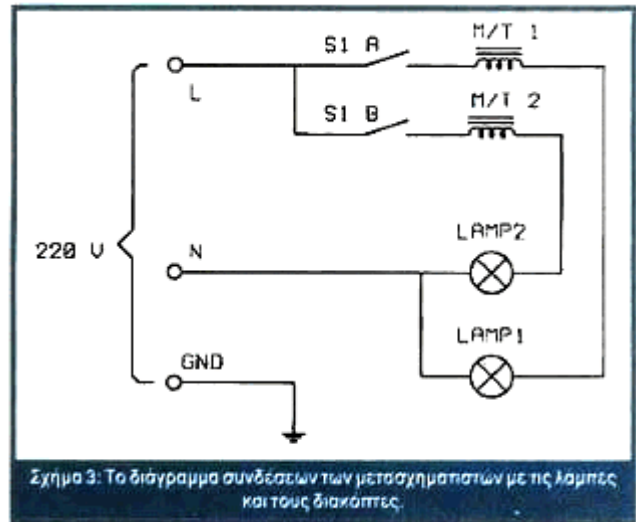 S1 A
M/T 1
L
S1 B
M/T 2
220 V
N
LAMP2
LAMP1
GND
Σχήμα 3: Το διάγραμμα συνδέσεων των μετασχηματιστών με τις λάμπες
και τους διακόπτες.